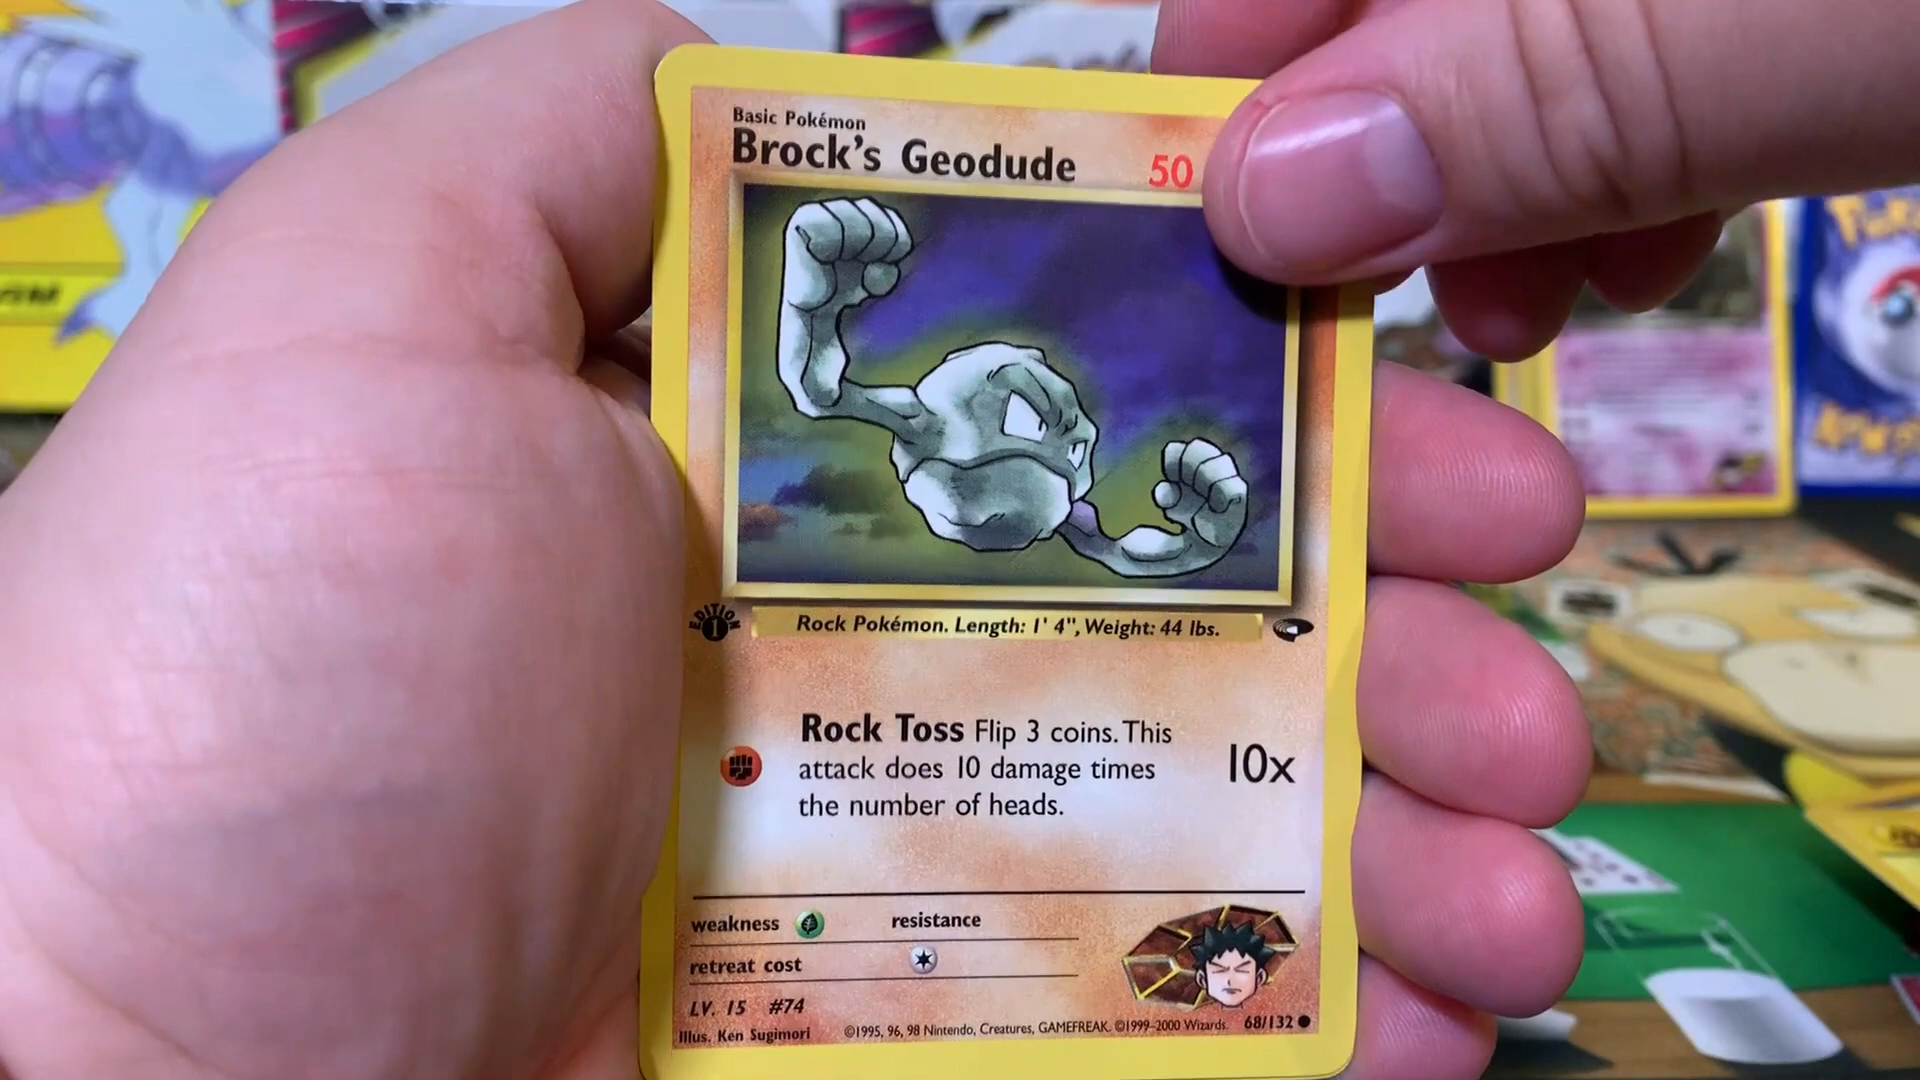 Basic Pokémon
Brock's Geodude 50
EDITION
1
Rock Pokémon. Length: 1' 4", Weight: 44 lbs.
Rock Toss Flip 3 coins. This
attack does 10 damage times
the number of heads.
10x
weakness resistance
retreat cost
LV. 15 #74
Illus. Ken Sugimori ©1995, 96, 98 Nintendo, Creatures, GAMEFREAK. ©1999-2000 Wizards. 68/132